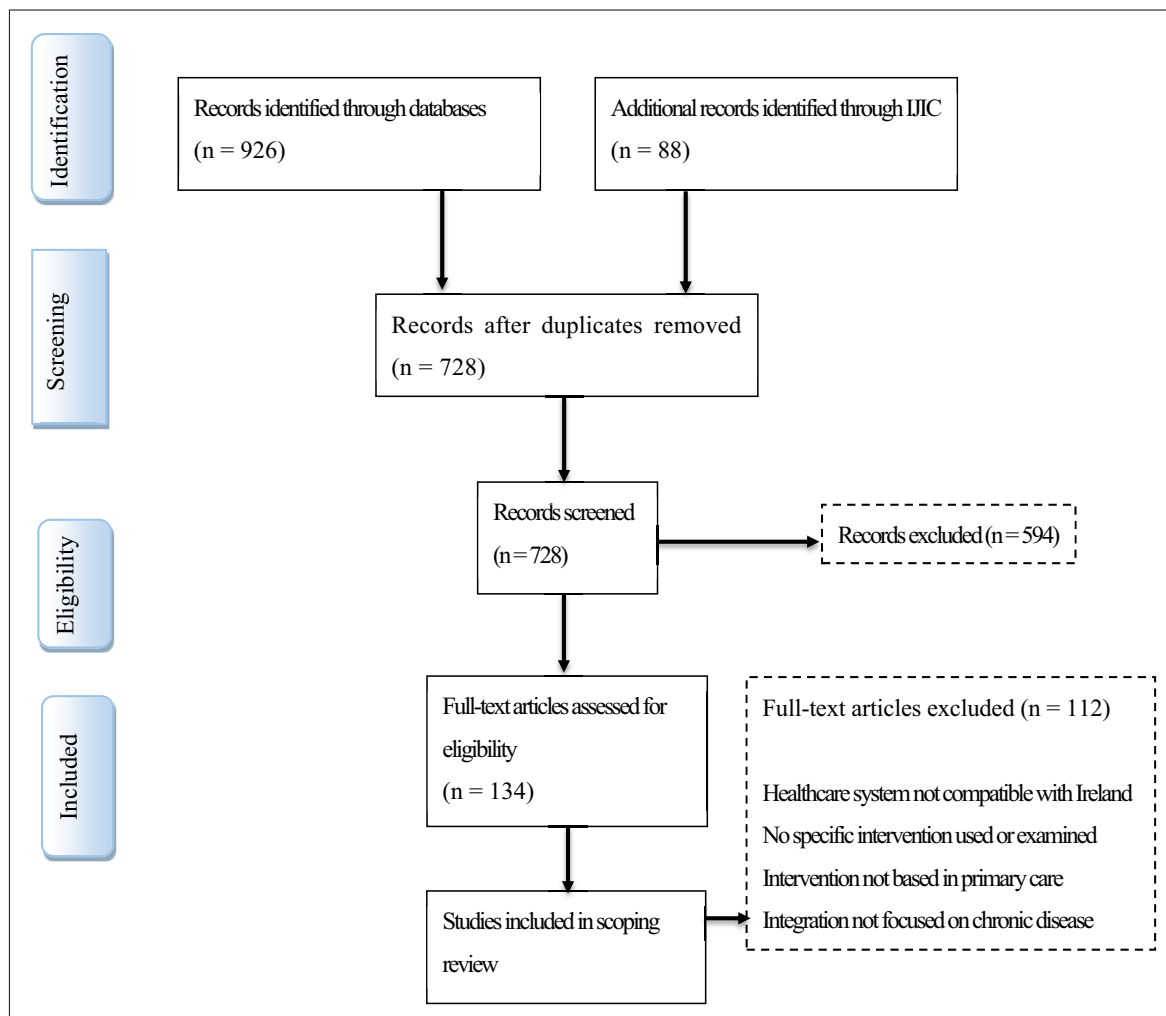 Identification
Records identified through databases
(n = 926)
Additional records identified through IJIC
(n = 88)
Screening
Records after duplicates removed
(n = 728)
Eligibility
Records screened
(n = 728)
Records excluded (n = 594)
Included
Full-text articles assessed for
eligibility
(n = 134)
Full-text articles excluded (n = 112)
Healthcare system not compatible with Ireland
No specific intervention used or examined
Intervention not based in primary care
Integration not focused on chronic disease
Studies included in scoping
review